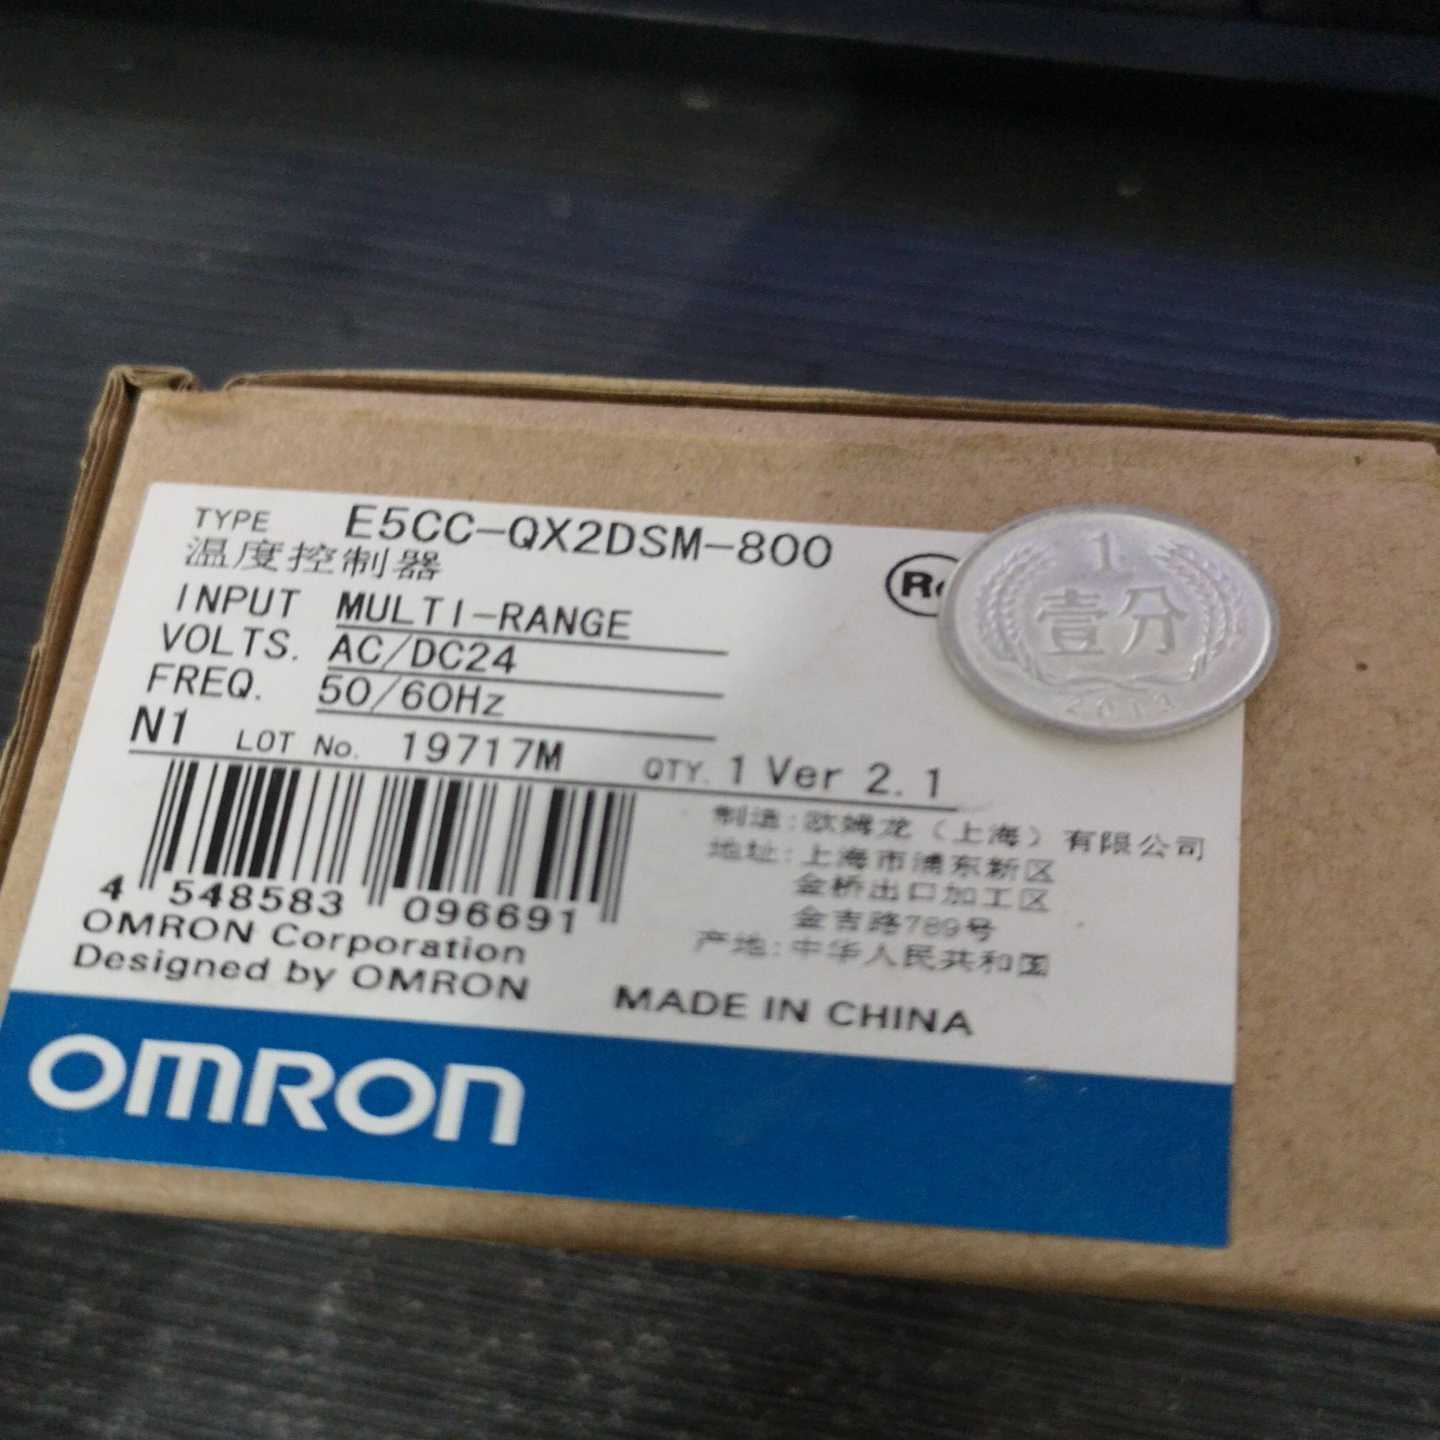 TYPE E5CC-QX2DSM-800
温度控制器
INPUT MULTI-RANGE
VOLTS. AC/DC24
FREQ. 50/60Hz
N1 LOT No. 19717M QTY. 1 Ver 2.1
4 548583 096691
OMRON Corporation
Designed by OMRON
制造:欧姆龙(上海)有限公司
地址:上海市浦东新区
金桥出口加工区
金吉路789号
产地:中华人民共和国
MADE IN CHINA
OMRON
1
壹分